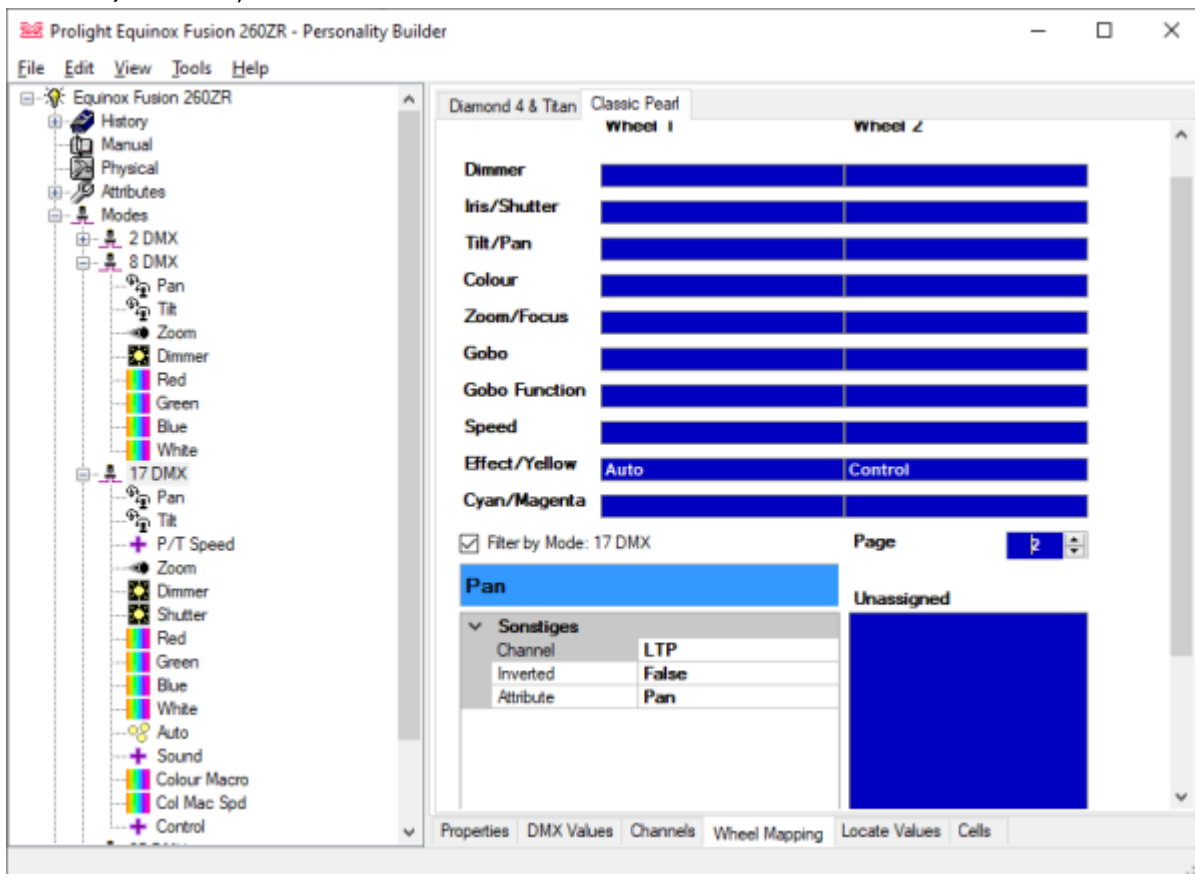 Prolight Equinox Fusion 260ZR - Personality Builder
File Edit View Tools Help
Equinox Fusion 260ZR
History
Manual
Physical
Attributes
Modes
2 DMX
8 DMX
Pan
Tilt
Zoom
Dimmer
Red
Green
Blue
White
17 DMX
Pan
Tilt
P/T Speed
Zoom
Dimmer
Shutter
Red
Green
Blue
White
Auto
Sound
Colour Macro
Col Mac Spd
Control
Diamond 4 & Titan Classic Pearl
Wheel 1 Wheel 2
Dimmer
Iris/Shutter
Tilt/Pan
Colour
Zoom/Focus
Gobo
Gobo Function
Speed
Effect/Yellow Auto Control
Cyan/Magenta
Filter by Mode: 17 DMX Page 2
Pan
Unassigned
Sonstiges
Channel LTP
Inverted False
Attribute Pan
Properties DMX Values Channels Wheel Mapping Locate Values Cells